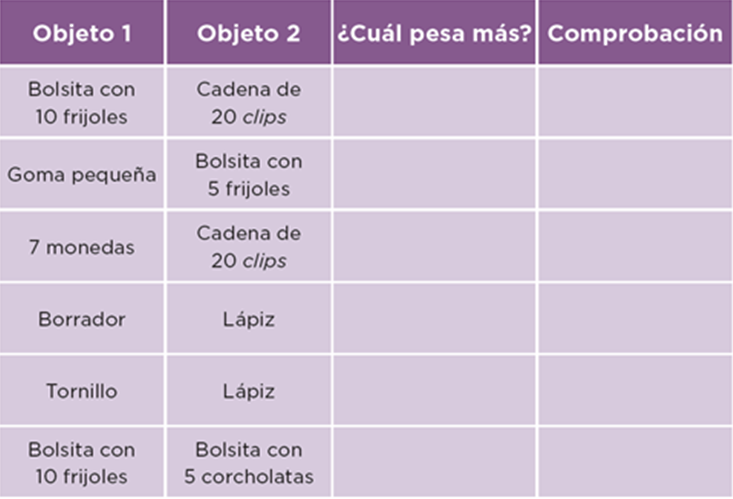 Objeto 1 Objeto 2 ¿Cuál pesa más? Comprobación
Bolsita con
10 frijoles
Cadena de
20 clips
Goma pequeña
Bolsita con
5 frijoles
7 monedas
Cadena de
20 clips
Borrador
Lápiz
Tornillo
Lápiz
Bolsita con
10 frijoles
Bolsita con
5 corcholatas